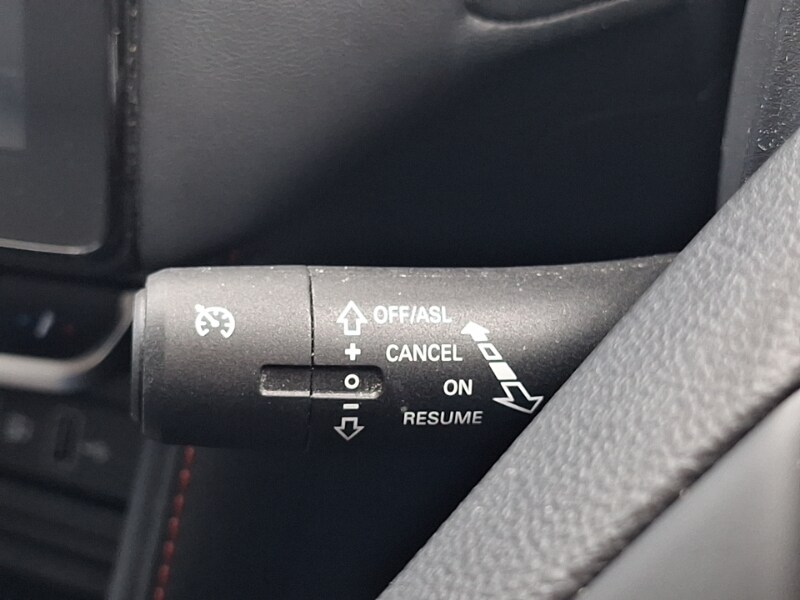 OFF/ASL
+ CANCEL
O ON
– RESUME